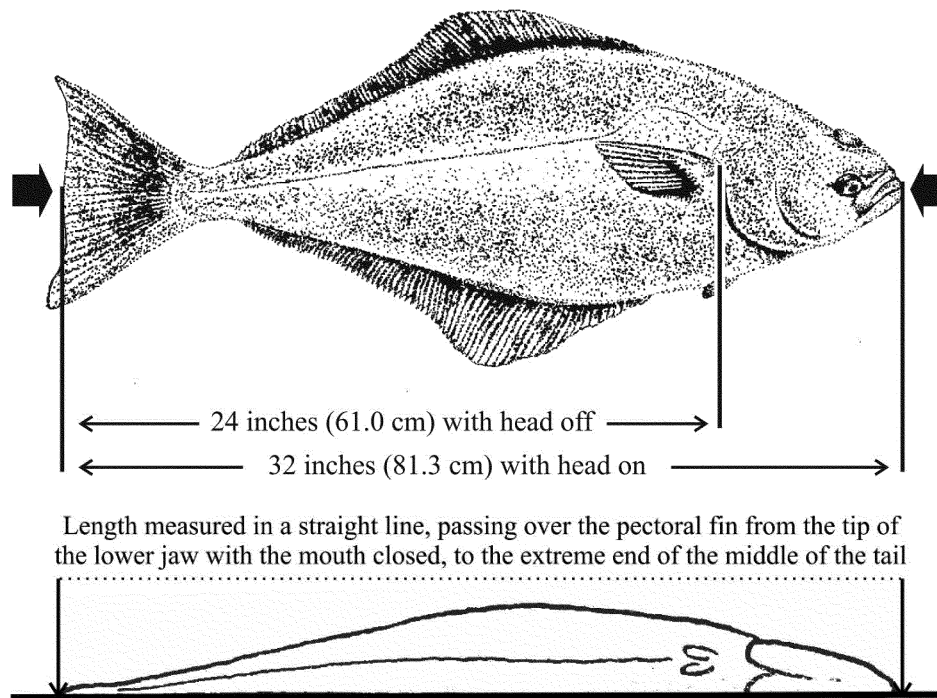 24 inches (61.0 cm) with head off
32 inches (81.3 cm) with head on
Length measured in a straight line, passing over the pectoral fin from the tip of
the lower jaw with the mouth closed, to the extreme end of the middle of the tail